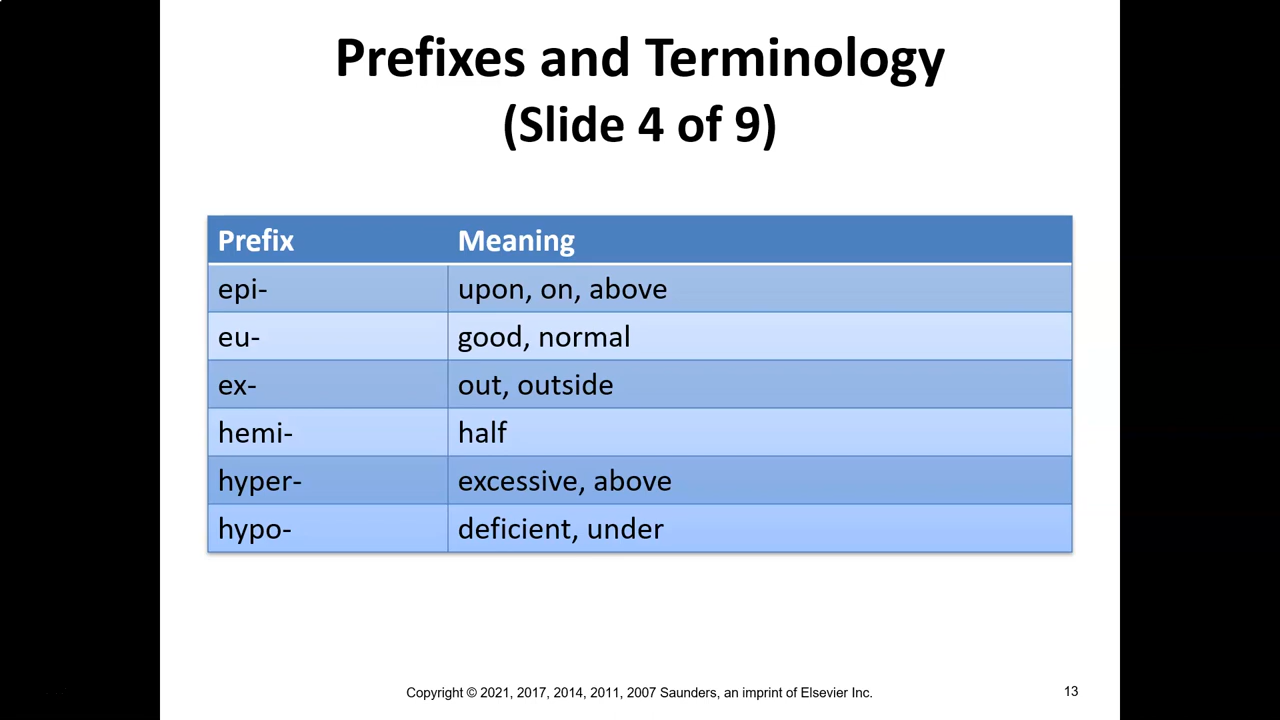 Prefixes and Terminology
(Slide 4 of 9)
Prefix Meaning
epi- upon, on, above
eu- good, normal
ex- out, outside
hemi- half
hyper- excessive, above
hypo- deficient, under
Copyright © 2021, 2017, 2014, 2011, 2007 Saunders, an imprint of Elsevier Inc. 13